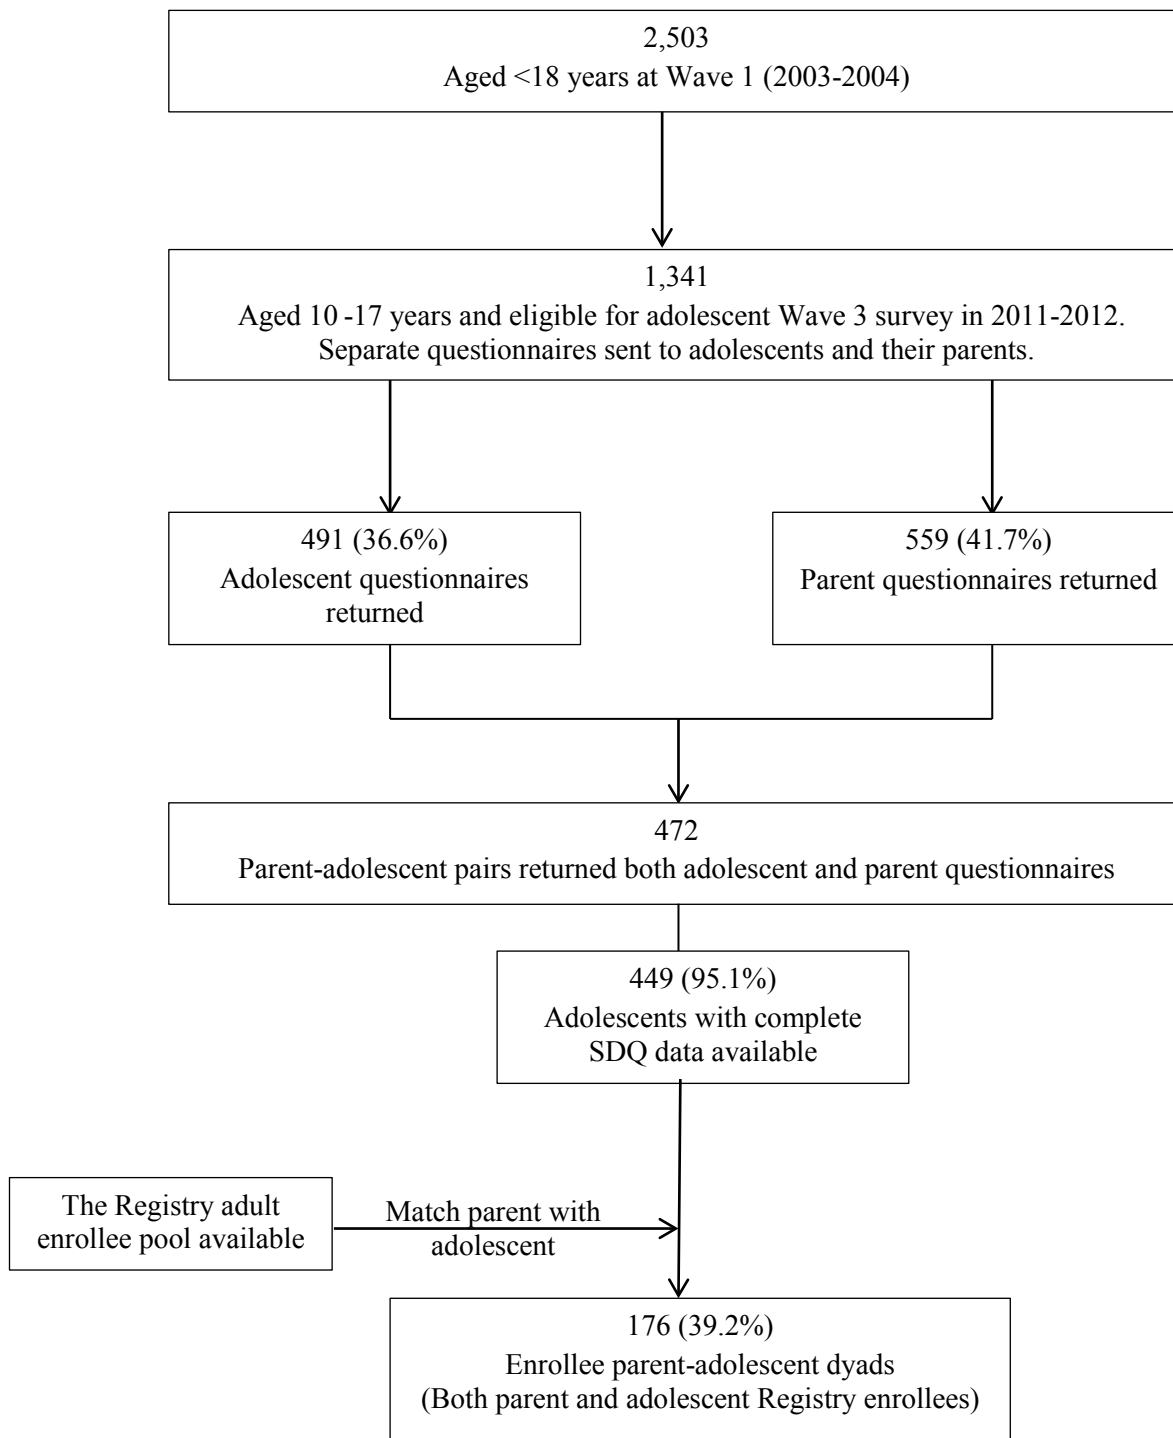 2,503
Aged <18 years at Wave 1 (2003-2004)
1,341
Aged 10 -17 years and eligible for adolescent Wave 3 survey in 2011-2012.
Separate questionnaires sent to adolescents and their parents.
491 (36.6%)
Adolescent questionnaires
returned
559 (41.7%)
Parent questionnaires returned
472
Parent-adolescent pairs returned both adolescent and parent questionnaires
449 (95.1%)
Adolescents with complete
SDQ data available
The Registry adult
enrollee pool available
Match parent with
adolescent
176 (39.2%)
Enrollee parent-adolescent dyads
(Both parent and adolescent Registry enrollees)